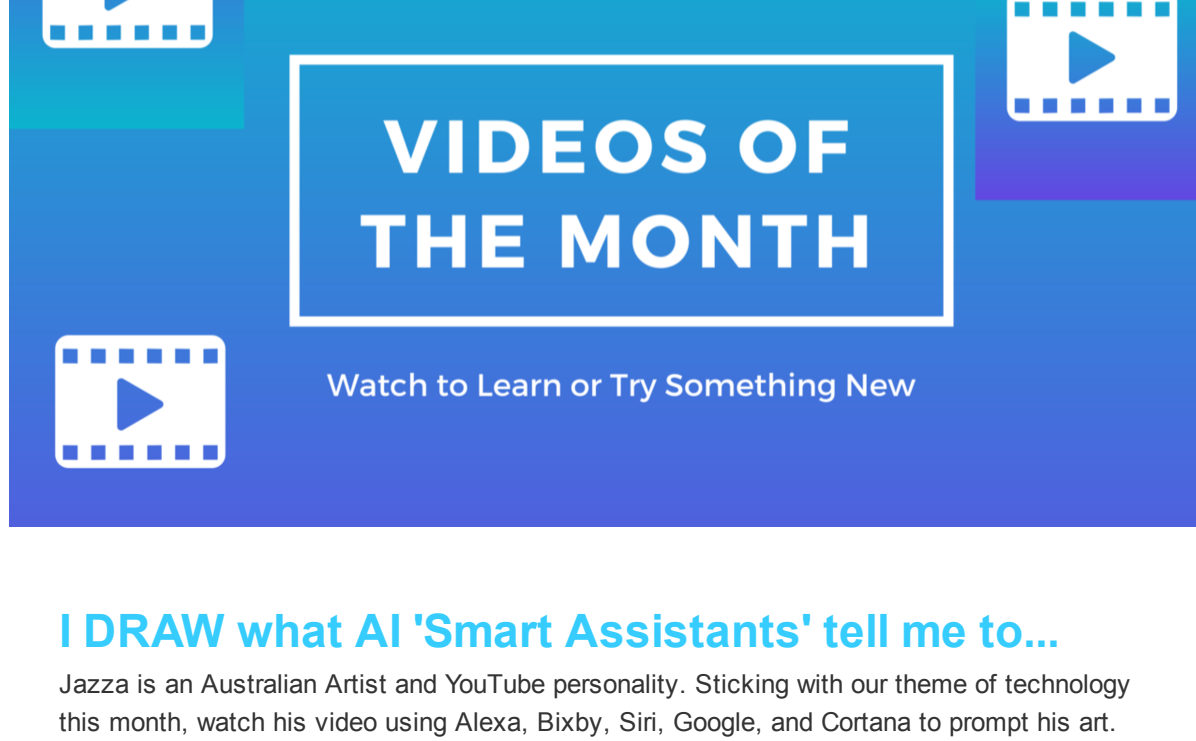 VIDEOS OF
THE MONTH
Watch to Learn or Try Something New
I DRAW what AI 'Smart Assistants' tell me to...
Jazza is an Australian Artist and YouTube personality. Sticking with our theme of technology
this month, watch his video using Alexa, Bixby, Siri, Google, and Cortana to prompt his art.